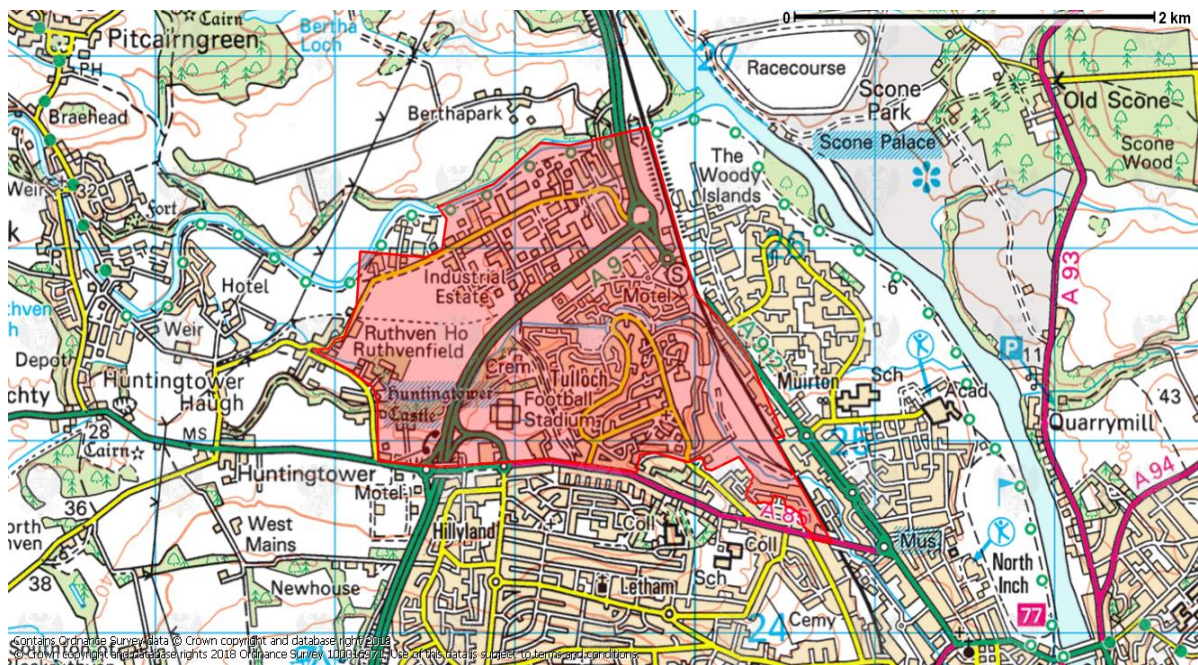 Cairn
0
2 km
Pitcairngreen
Bertha
Loch
27
Racecourse
PH
Scone
Park
Berthapark
Old Scone
Braehead
Scone Palace
Scone
Wood
The
Woody
Islands
Weir
32
fort
26
A 9
S
A 93
Industrial
Estate
Motel
Hotel
6
A 912
Weir
Ruthven Ho
Ruthvenfield
P
11
Depot
Crem
Huntingtower
Haugh
Huntingtower
Castle
Tulloch
Football
Stadium
Muirton
Sch
Acad
43
Quarrymill
MS
28
Cairn
25
Huntingtower
Motel
A 94
36
A 85
Coll
West
Mains
Hillyland
Coll
Mus
North
Inch
Newhouse
Letham
Sch
38
77
24
Cemy
Contains Ordnance Survey data © Crown copyright and database right 2018